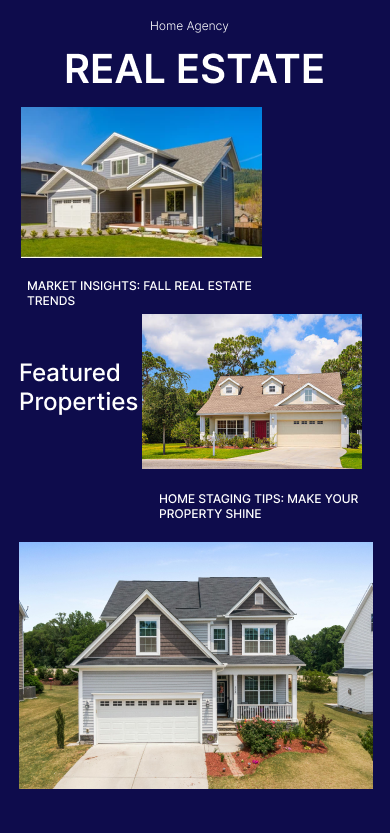 Home Agency
REAL ESTATE
MARKET INSIGHTS: FALL REAL ESTATE
TRENDS
Featured
Properties
HOME STAGING TIPS: MAKE YOUR
PROPERTY SHINE